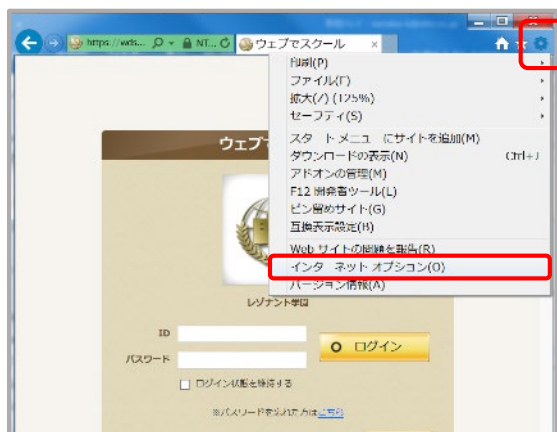 https://wds...
NT...
ウェブでスクール
印刷(P)
ファイル(F)
拡大(Z) (125%)
セーフティ(S)
スタート メニューにサイトを追加(M)
ダウンロードの表示(N) Ctrl+J
アドオンの管理(M)
F12 開発者ツール(L)
ピン留めサイト(G)
互換表示設定(B)
Web サイトの問題を報告(R)
インターネット オプション(O)
バージョン情報(A)
ウェブ
レゾナント学園
ID
パスワード
ログイン
ログイン状態を維持する
※パスワードを忘れた方はこちら